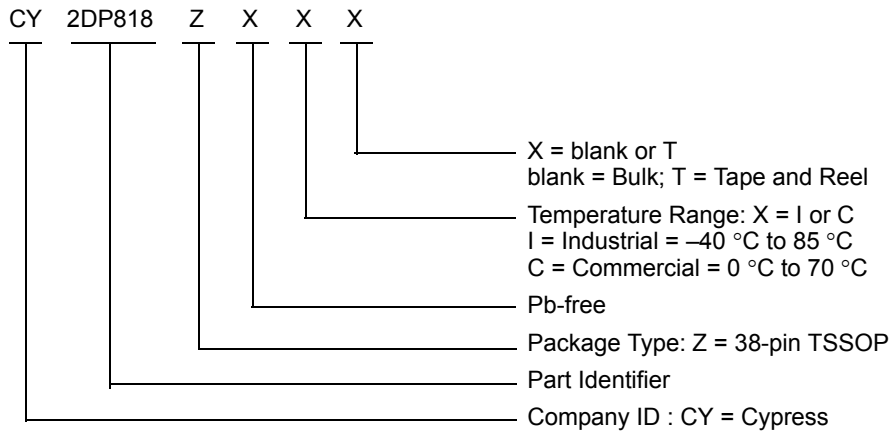 CY 2DP818 Z X X X
X = blank or T
blank = Bulk; T = Tape and Reel
Temperature Range: X = I or C
I = Industrial = –40 °C to 85 °C
C = Commercial = 0 °C to 70 °C
Pb-free
Package Type: Z = 38-pin TSSOP
Part Identifier
Company ID : CY = Cypress